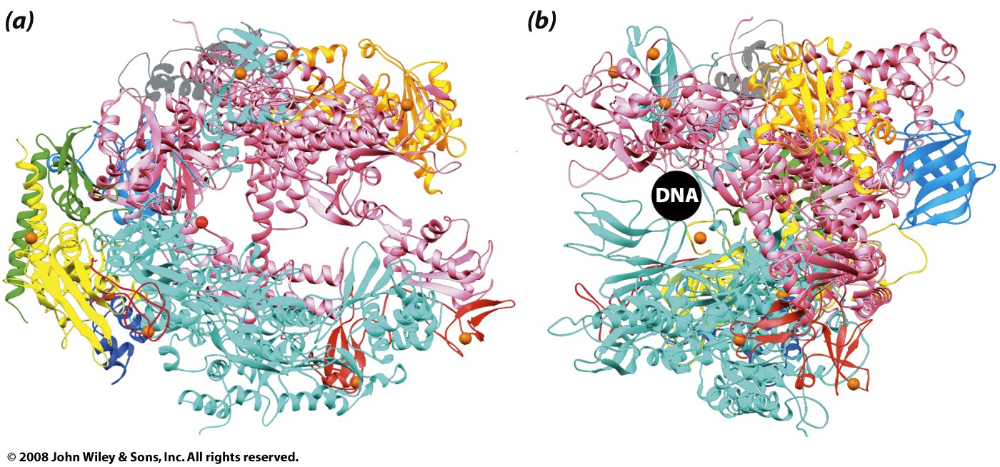 (a)
(b)
DNA
© 2008 John Wiley & Sons, Inc. All rights reserved.